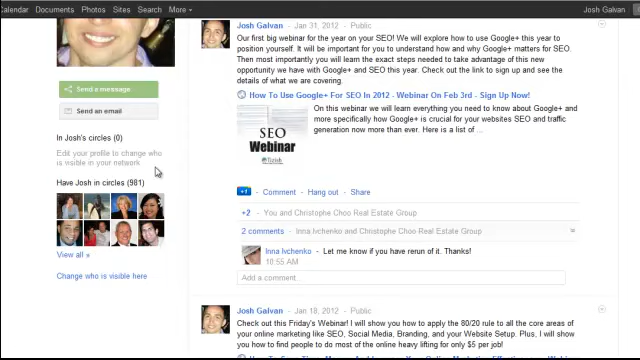 Calendar Documents Photos Sites Search More Josh Galvan
Send a message
Send an email
In Josh's circles (0)
Edit your profile to change who
is visible in your network
Have Josh in circles (981)
View all »
Change who is visible here
Josh Galvan - Jan 31, 2012 - Public
Our first big webinar for the year on your SEO! We will explore how to use Google+ this year to
position yourself. It will be important for you to understand how and why Google+ matters for SEO.
Then most importantly you will learn the exact steps needed to take advantage of this new
opportunity we have with Google and SEO this year. Check out the link to sign up and see the
details of what we are covering.
How To Use Google+ For SEO In 2012 - Webinar On Feb 3rd - Sign Up Now!
SEO
Webinar
On this webinar we will learn everything you need to know about Google+ and
more specifically how Google+ is crucial for your websites SEO and traffic
generation now more than ever. Here is a list of ...
+1 - Comment - Hang out - Share
+2 - You and Christophe Choo Real Estate Group
2 comments - Inna Ivchenko and Christophe Choo Real Estate Group
Inna Ivchenko - Let me know if you have rerun of it. Thanks!
10:55 AM
Add a comment...
Josh Galvan - Jan 18, 2012 - Public
Check out this Friday's Webinar! I will show you how to apply the 80/20 rule to all the core areas of
your online marketing like SEO, Social Media, Branding, and your Website Setup. Plus, I will show
you how to find people to do most of the online heavy lifting for only $5 per job!